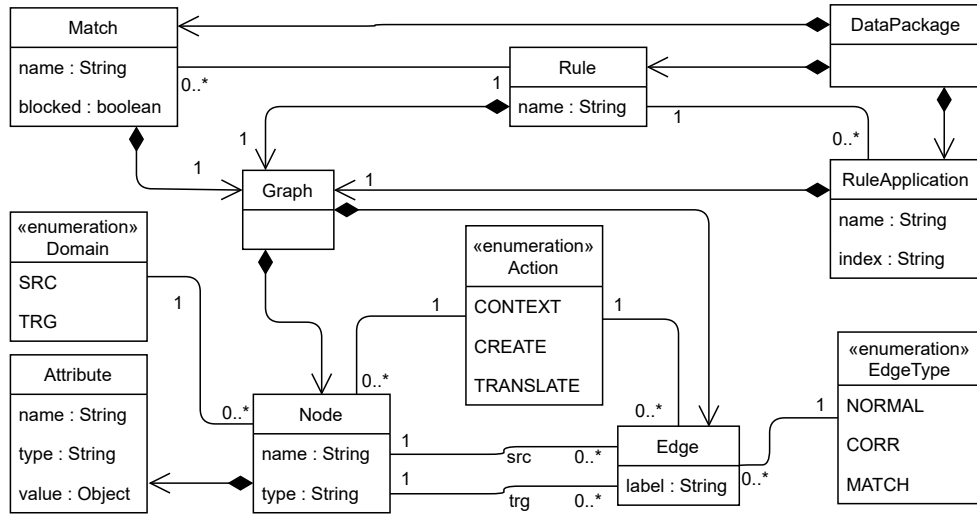 Match
name : String
blocked : boolean
0..*
Rule
name : String
1
1
DataPackage
0..*
RuleApplication
name : String
index : String
1
1
1
Graph
«enumeration»
Domain
SRC
TRG
1
0..*
«enumeration»
Action
CONTEXT
CREATE
TRANSLATE
1
0..*
1
0..*
«enumeration»
EdgeType
NORMAL
CORR
MATCH
1
0..*
Attribute
name : String
type : String
value : Object
Node
name : String
type : String
1
src
0..*
1
trg
0..*
Edge
label : String